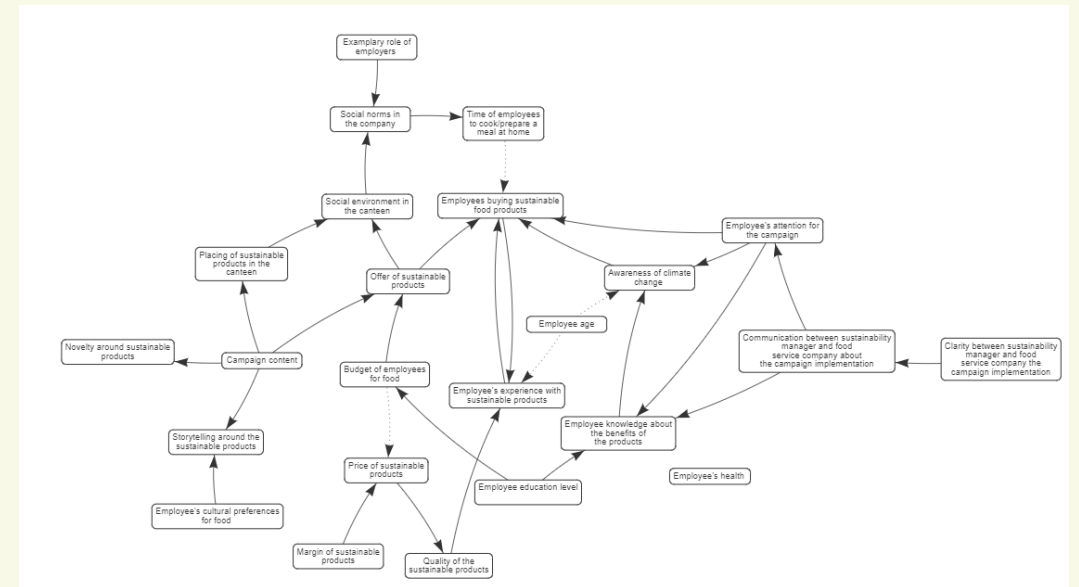 Examplary role of
employers
Social norms in
the company
Time of employees
to cook/prepare a
meal at home
Social environment in
the canteen
Employees buying sustainable
food products
Employee's attention for
the campaign
Placing of sustainable
products in the
canteen
Offer of sustainable
products
Awareness of climate
change
Employee age
Novelty around sustainable
products
Campaign content
Communication between sustainability
manager and food
service company about
the campaign implementation
Clarity between sustainability
manager and food
service company the
campaign implementation
Budget of employees
for food
Employee's experience with
sustainable products
Storytelling around the
sustainable products
Employee knowledge about
the benefits of
the products
Price of sustainable
products
Employee education level
Employee's health
Employee's cultural preferences
for food
Margin of sustainable
products
Quality of the
sustainable products